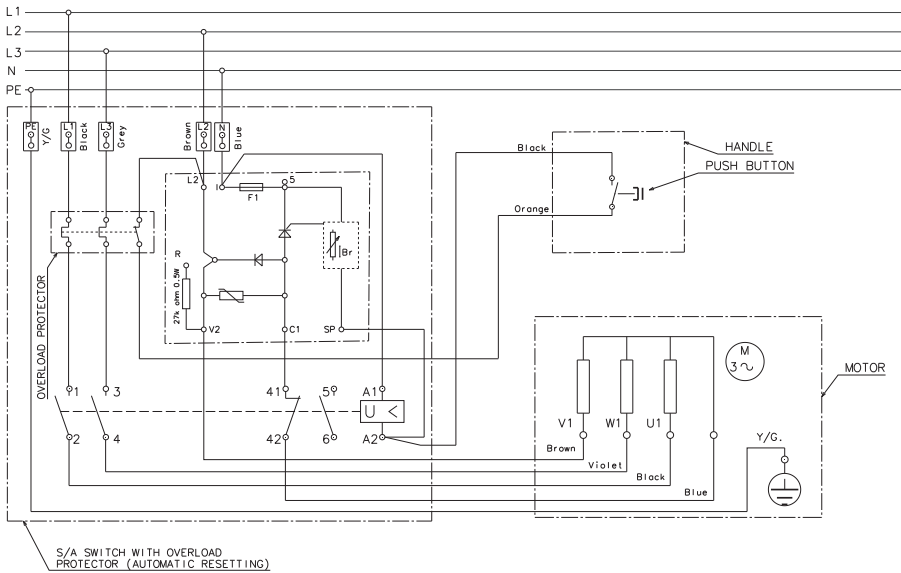 L1
L2
L3
N
PE
PE
Y/G
L1
Black
L3
Grey
Brown
L2
N
Blue
Black
HANDLE
PUSH BUTTON
L2
I
F1
5
Orange
Br
R
27k ohm 0.5W
OVERLOAD PROTECTOR
V2
C1
SP
M
3~
MOTOR
1
3
41
5
A1
U <
2
4
42
6
A2
V1
W1
U1
Brown
Violet
Black
Blue
Y/G.
S/A SWITCH WITH OVERLOAD
PROTECTOR (AUTOMATIC RESETTING)